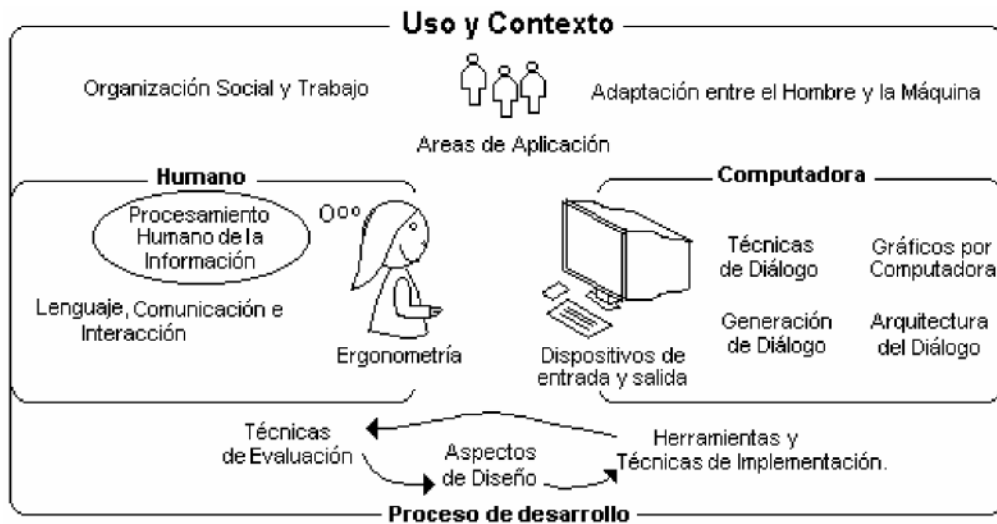 Uso y Contexto
Organización Social y Trabajo
Adaptación entre el Hombre y la Máquina
Areas de Aplicación
Humano
Procesamiento
Humano de la
Información
Lenguaje, Comunicación e
Interacción
Ergonometría
Computadora
Técnicas
de Diálogo
Gráficos por
Computadora
Generación
de Diálogo
Arquitectura
del Diálogo
Dispositivos de
entrada y salida
Técnicas
de Evaluación
Aspectos
de Diseño
Herramientas y
Técnicas de Implementación.
Proceso de desarrollo